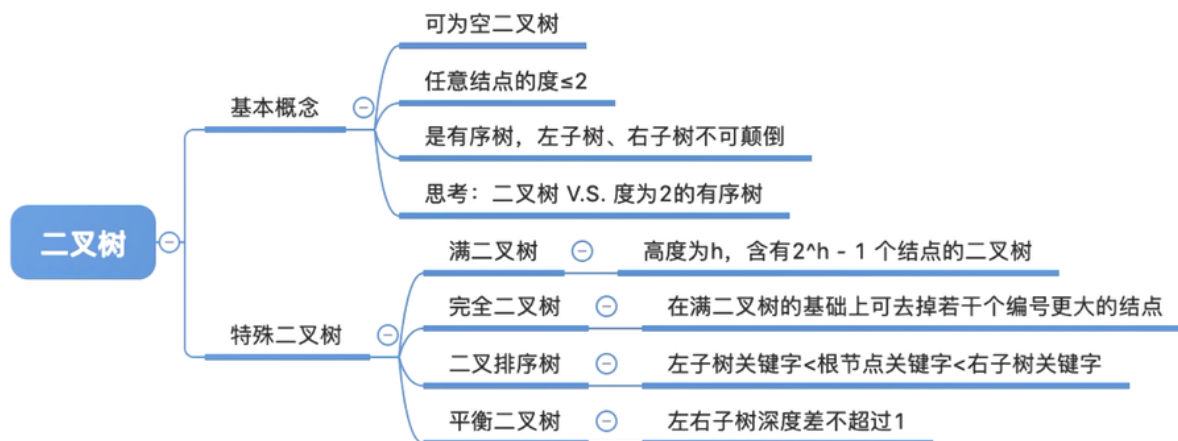 二叉树
基本概念
可为空二叉树
任意结点的度≤2
是有序树，左子树、右子树不可颠倒
思考：二叉树 V.S. 度为2的有序树
特殊二叉树
满二叉树
高度为h，含有2^h - 1 个结点的二叉树
完全二叉树
在满二叉树的基础上可去掉若干个编号更大的结点
二叉排序树
左子树关键字<根节点关键字<右子树关键字
平衡二叉树
左右子树深度差不超过1